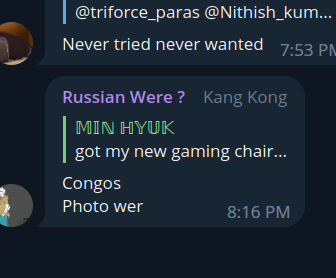 @triforce_paras @Nithish_kum...
Never tried never wanted
7:53 PM
Russian Were ? Kang Kong
𝕄𝕀ℕ ℍ𝕐𝕌𝕂
got my new gaming chair...
Congos
Photo wer
8:16 PM